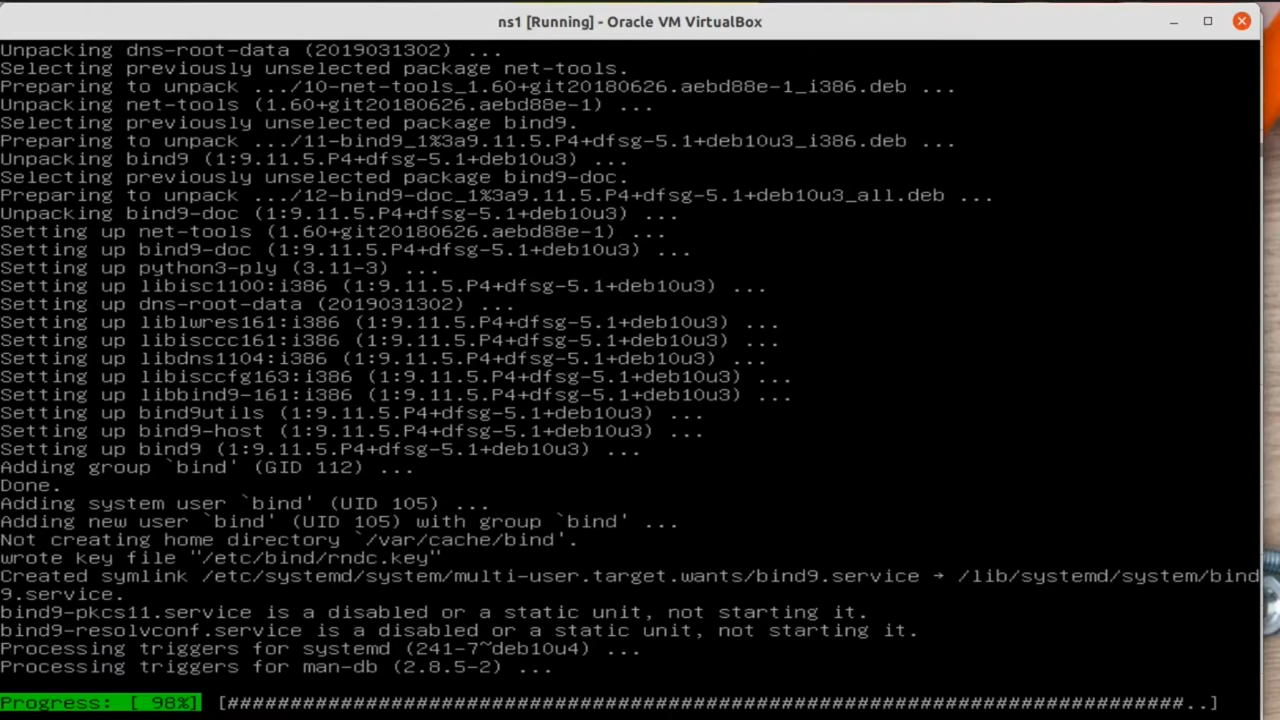 ns1 [Running] - Oracle VM VirtualBox
Unpacking dns-root-data (2019031302) ...
Selecting previously unselected package net-tools.
Preparing to unpack .../10-net-tools_1.60+git20180626.aebd88e-1_i386.deb ...
Unpacking net-tools (1.60+git20180626.aebd88e-1) ...
Selecting previously unselected package bind9.
Preparing to unpack .../11-bind9_1%3a9.11.5.P4+dfsg-5.1+deb10u3_i386.deb ...
Unpacking bind9 (1:9.11.5.P4+dfsg-5.1+deb10u3) ...
Selecting previously unselected package bind9-doc.
Preparing to unpack .../12-bind9-doc_1%3a9.11.5.P4+dfsg-5.1+deb10u3_all.deb ...
Unpacking bind9-doc (1:9.11.5.P4+dfsg-5.1+deb10u3) ...
Setting up net-tools (1.60+git20180626.aebd88e-1) ...
Setting up bind9-doc (1:9.11.5.P4+dfsg-5.1+deb10u3) ...
Setting up python3-ply (3.11-3) ...
Setting up libisc1100:i386 (1:9.11.5.P4+dfsg-5.1+deb10u3) ...
Setting up dns-root-data (2019031302) ...
Setting up liblwres161:i386 (1:9.11.5.P4+dfsg-5.1+deb10u3) ...
Setting up libisccc161:i386 (1:9.11.5.P4+dfsg-5.1+deb10u3) ...
Setting up libdns1104:i386 (1:9.11.5.P4+dfsg-5.1+deb10u3) ...
Setting up libisccfg163:i386 (1:9.11.5.P4+dfsg-5.1+deb10u3) ...
Setting up libbind9-161:i386 (1:9.11.5.P4+dfsg-5.1+deb10u3) ...
Setting up bind9utils (1:9.11.5.P4+dfsg-5.1+deb10u3) ...
Setting up bind9-host (1:9.11.5.P4+dfsg-5.1+deb10u3) ...
Setting up bind9 (1:9.11.5.P4+dfsg-5.1+deb10u3) ...
Adding group `bind' (GID 112) ...
Done.
Adding system user `bind' (UID 105) ...
Adding new user `bind' (UID 105) with group `bind' ...
Not creating home directory `/var/cache/bind'.
wrote key file "/etc/bind/rndc.key"
Created symlink /etc/systemd/system/multi-user.target.wants/bind9.service → /lib/systemd/system/bind
9.service.
bind9-pkcs11.service is a disabled or a static unit, not starting it.
bind9-resolvconf.service is a disabled or a static unit, not starting it.
Processing triggers for systemd (241-7~deb10u4) ...
Processing triggers for man-db (2.8.5-2) ...
Progress: [ 98%] [############################################################################..]